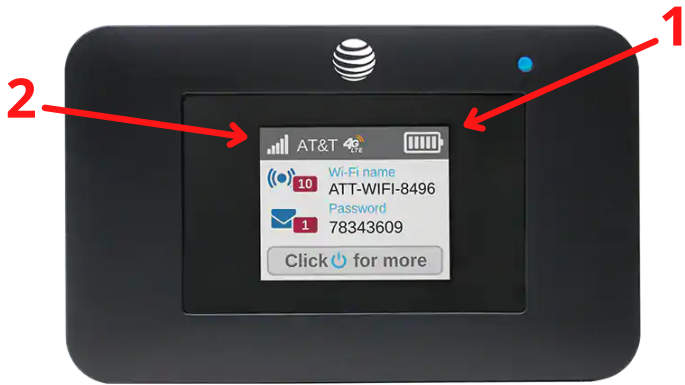 1
2
AT&T 4G LTE
Wi-Fi name
10
ATT-WIFI-8496
Password
1
78343609
Click for more